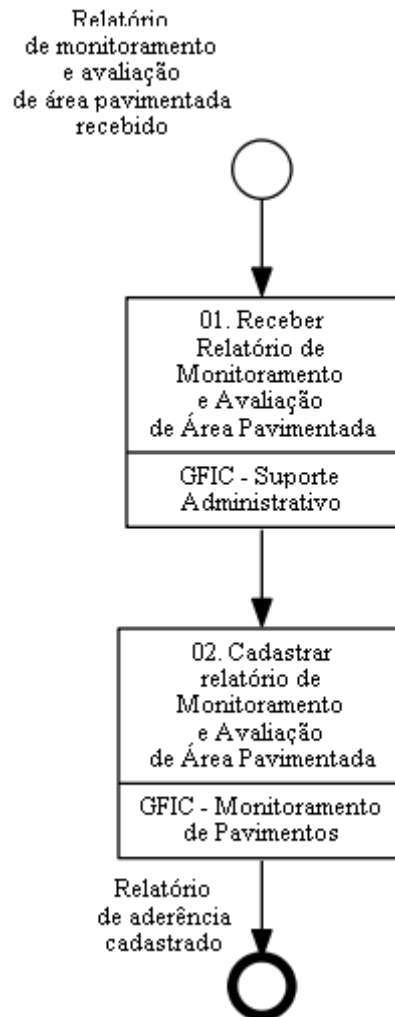 Relatório
de monitoramento
e avaliação
de área pavimentada
recebido
01. Receber
Relatório de
Monitoramento
e Avaliação
de Área Pavimentada
GFIC - Suporte
Administrativo
02. Cadastrar
relatório de
Monitoramento
e Avaliação
de Área Pavimentada
GFIC - Monitoramento
de Pavimentos
Relatório
de aderência
cadastrado